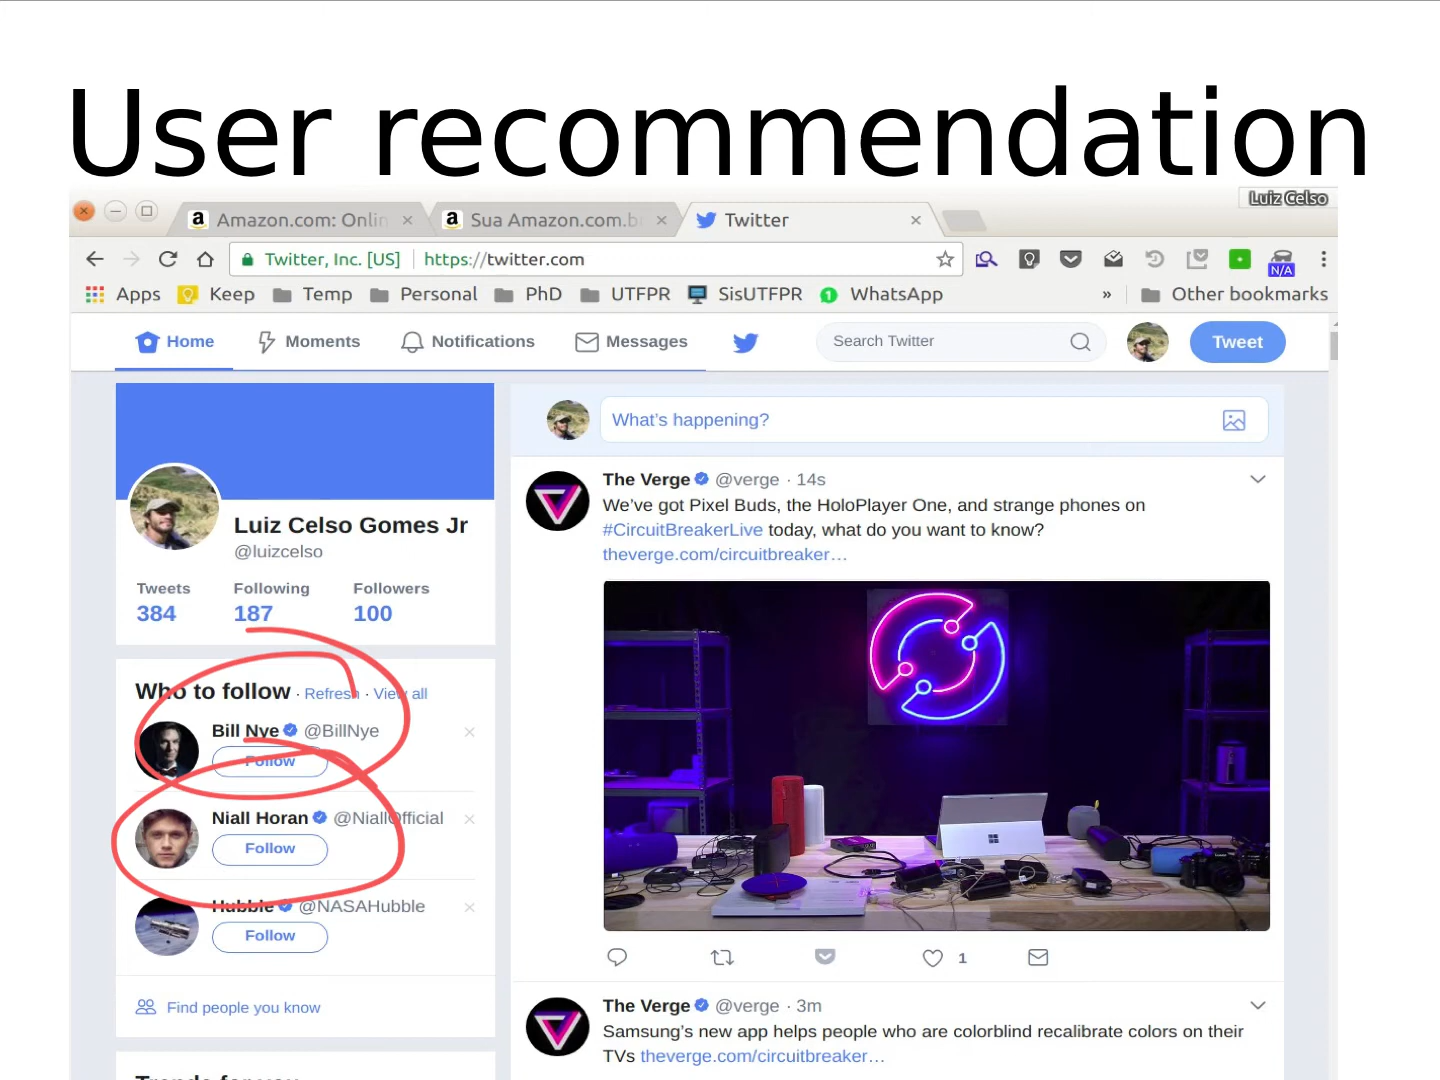 User recommendation
Luiz Celso
Amazon.com: Onlin
Sua Amazon.com.b
Twitter
Twitter, Inc. [US] https://twitter.com
N/A
Apps Keep Temp Personal PhD UTFPR SisUTFPR 1 WhatsApp » Other bookmarks
Home Moments Notifications Messages Search Twitter Tweet
What's happening?
Luiz Celso Gomes Jr
@luizcelso
Tweets Following Followers
384 187 100
Who to follow · Refresh · View all
Bill Nye @BillNye
Follow
Niall Horan @NiallOfficial
Follow
Hubble @NASAHubble
Follow
Find people you know
Trends for you
The Verge @verge · 14s
We've got Pixel Buds, the HoloPlayer One, and strange phones on
#CircuitBreakerLive today, what do you want to know?
theverge.com/circuitbreaker…
1
The Verge @verge · 3m
Samsung's new app helps people who are colorblind recalibrate colors on their
TVs theverge.com/circuitbreaker…